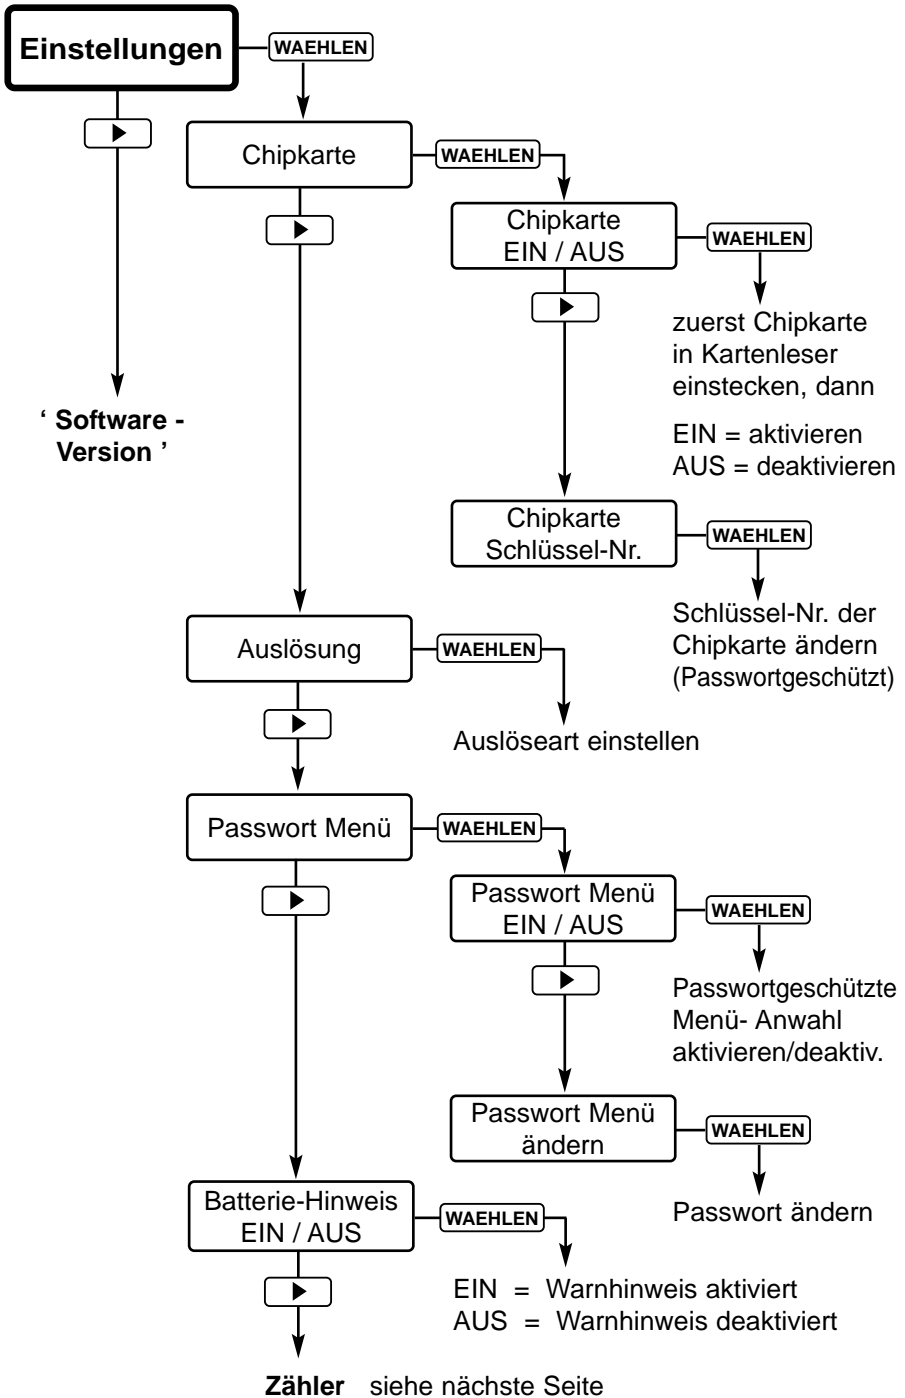 Einstellungen
WAEHLEN
Chipkarte
WAEHLEN
Chipkarte
EIN / AUS
WAEHLEN
zuerst Chipkarte
in Kartenleser
einstecken, dann
EIN = aktivieren
AUS = deaktivieren
‘ Software -
Version ’
Chipkarte
Schlüssel-Nr.
WAEHLEN
Schlüssel-Nr. der
Chipkarte ändern
(Passwortgeschützt)
Auslösung
WAEHLEN
Auslöseart einstellen
Passwort Menü
WAEHLEN
Passwort Menü
EIN / AUS
WAEHLEN
Passwortgeschützte
Menü- Anwahl
aktivieren/deaktiv.
Passwort Menü
ändern
WAEHLEN
Passwort ändern
Batterie-Hinweis
EIN / AUS
WAEHLEN
EIN = Warnhinweis aktiviert
AUS = Warnhinweis deaktiviert
Zähler siehe nächste Seite